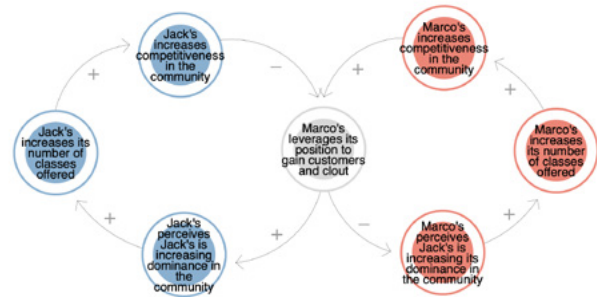 Jack's
increases
competitiveness
in the
community
Marco's
increases
competitiveness
in the
community
+
−
+
+
Jack's
increases its
number of
classes
offered
Marco's
leverages its
position to
gain customers
and clout
Marco's
increases
its number
of classes
offered
+
+
−
+
Jack's
perceives
Jack's is
increasing
dominance in
the
community
Marco's
perceives
Jack's is
increasing its
dominance in
the community